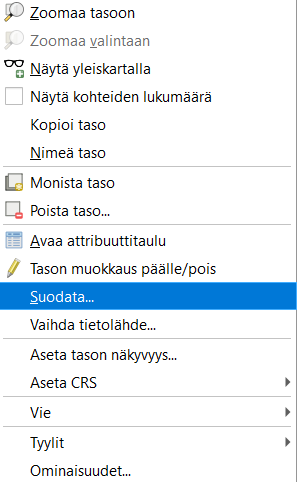 Zoomaa tasoon
Zoomaa valintaan
Näytä yleiskartalla
Näytä kohteiden lukumäärä
Kopioi taso
Nimeä taso
Monista taso
Poista taso...
Avaa attribuuttitaulu
Tason muokkaus päälle/pois
Suodata...
Vaihda tietolähde...
Aseta tason näkyvyys...
Aseta CRS
Vie
Tyylit
Ominaisuudet...